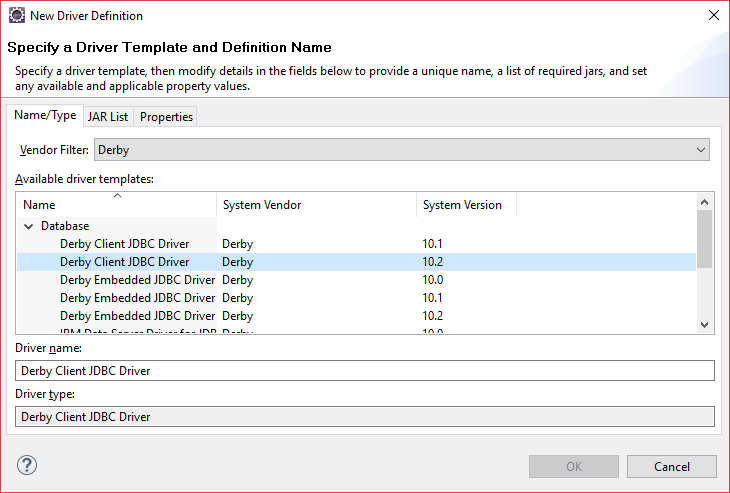 New Driver Definition
Specify a Driver Template and Definition Name
Specify a driver template, then modify details in the fields below to provide a unique name, a list of required jars, and set
any available and applicable property values.
Name/Type JAR List Properties
Vendor Filter: Derby
Available driver templates:
Name System Vendor System Version
Database
Derby Client JDBC Driver Derby 10.1
Derby Client JDBC Driver Derby 10.2
Derby Embedded JDBC Driver Derby 10.0
Derby Embedded JDBC Driver Derby 10.1
Derby Embedded JDBC Driver Derby 10.2
IBM Data Server Driver for JDB Derby 10.0
Driver name:
Derby Client JDBC Driver
Driver type:
Derby Client JDBC Driver
? OK Cancel